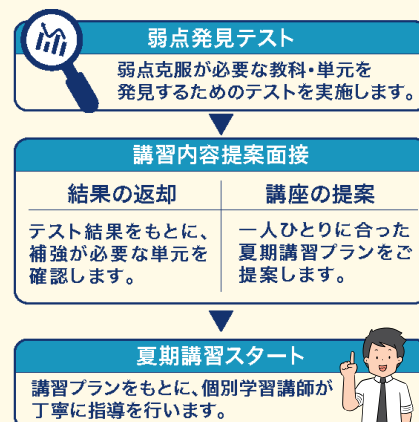 弱点発見テスト
弱点克服が必要な教科・単元を
発見するためのテストを実施します。
講習内容提案面接
結果の返却
テスト結果をもとに、
補強が必要な単元を
確認します。
講座の提案
一人ひとりに合った
夏期講習プランをご
提案します。
夏期講習スタート
講習プランをもとに、個別学習講師が
丁寧に指導を行います。